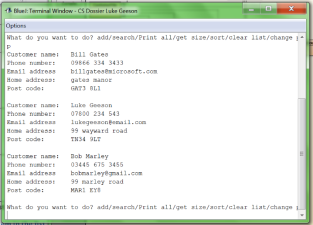 BlueJ: Terminal Window - CS Dossier Luke Geeson
Options
What do you want to do? add/search/Print all/get size/sort/clear list/change p
p
Customer name: Bill Gates
Phone number: 09866 334 3433
Email address billgates@microsoft.com
Home address: gates manor
Post code: GAT3 8L1
Customer name: Luke Geeson
Phone number: 07800 234 543
Email address lukegeeson@email.com
Home address: 99 wayward road
Post code: TN34 9LT
Customer name: Bob Marley
Phone number: 03445 675 3455
Email address bobmarley@gmail.com
Home address: 99 marley road
Post code: MAR1 EY8
What do you want to do? add/search/Print all/get size/sort/clear list/change p